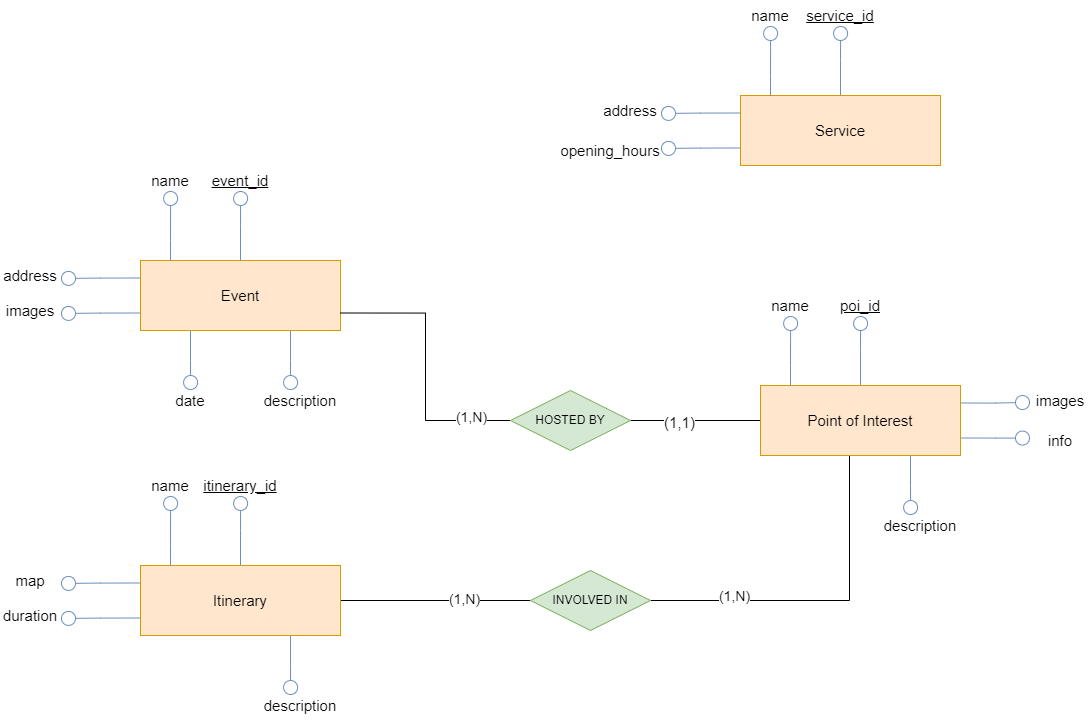 name
service_id
address
opening_hours
Service
name
event_id
address
images
Event
date
description
name
poi_id
Point of Interest
images
info
description
(1,N)
HOSTED BY
(1,1)
name
itinerary_id
map
duration
Itinerary
description
(1,N)
INVOLVED IN
(1,N)